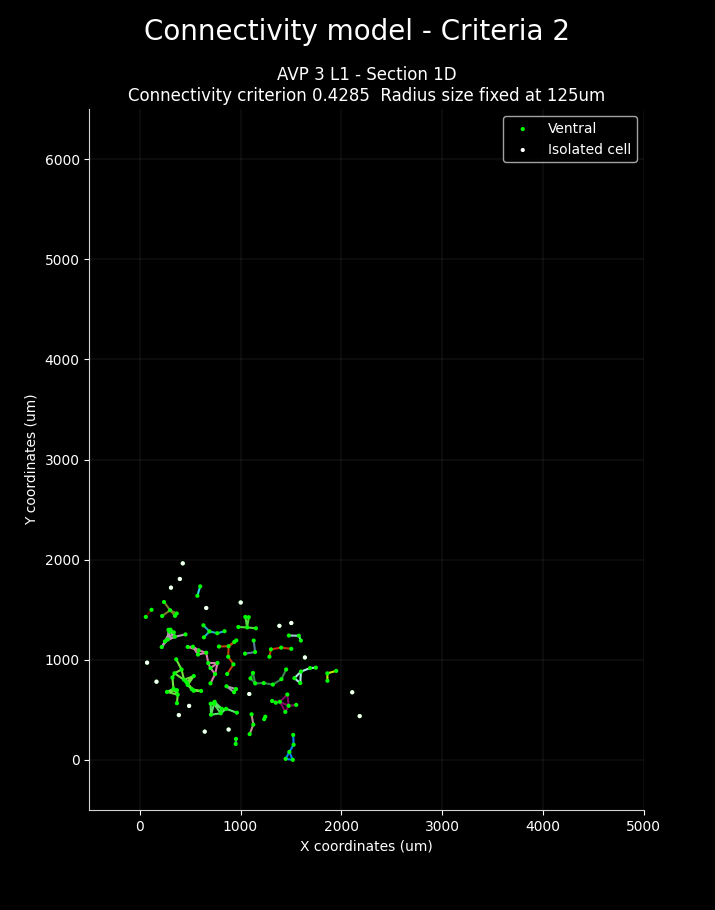 Connectivity model - Criteria 2
AVP 3 L1 - Section 1D
Connectivity criterion 0.4285  Radius size fixed at 125um
Ventral
Isolated cell
6000
5000
4000
3000
2000
1000
0
Y coordinates (um)
0
1000
2000
3000
4000
5000
X coordinates (um)